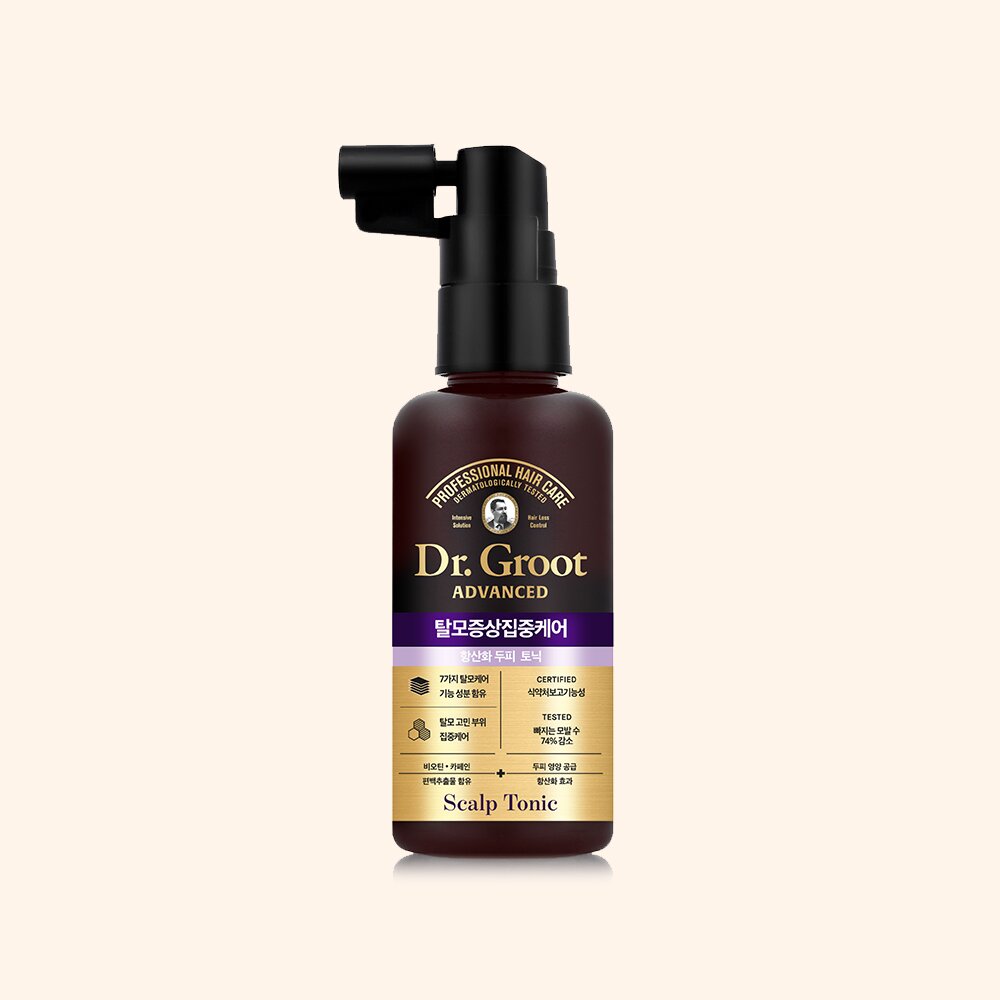 PROFESSIONAL HAIR CARE
DERMATOLOGICALLY TESTED
Intensive
Solution
Hair Loss
Control
Dr. Groot
ADVANCED
탈모증상집중케어
항산화 두피 토닉
7가지 탈모케어
기능 성분 함유
CERTIFIED
식약처보고기능성
탈모 고민 부위
집중케어
TESTED
빠지는 모발 수
74% 감소
비오틴 • 카페인
편백추출물 함유
+
두피 영양 공급
항산화 효과
Scalp Tonic